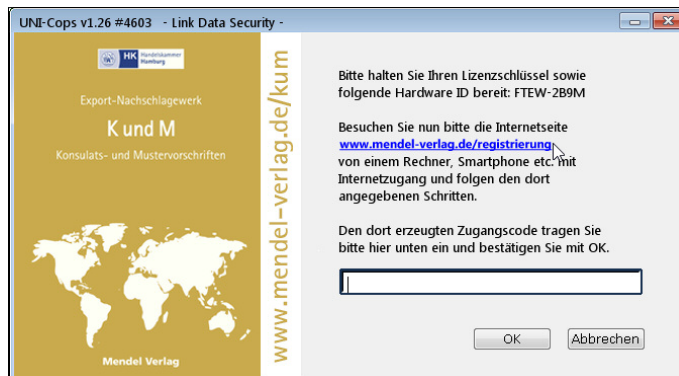 UNI-Cops v1.26 #4603 - Link Data Security -
HK Handelskammer
Hamburg
Export-Nachschlagewerk
K und M
Konsulats- und Mustervorschriften
Mendel Verlag
www.mendel-verlag.de/kum
Bitte halten Sie Ihren Lizenzschlüssel sowie
folgende Hardware ID bereit: FTEW-2B9M
Besuchen Sie nun bitte die Internetseite
www.mendel-verlag.de/registrierung
von einem Rechner, Smartphone etc. mit
Internetzugang und folgen den dort
angegebenen Schritten.
Den dort erzeugten Zugangscode tragen Sie
bitte hier unten ein und bestätigen Sie mit OK.
OK
Abbrechen